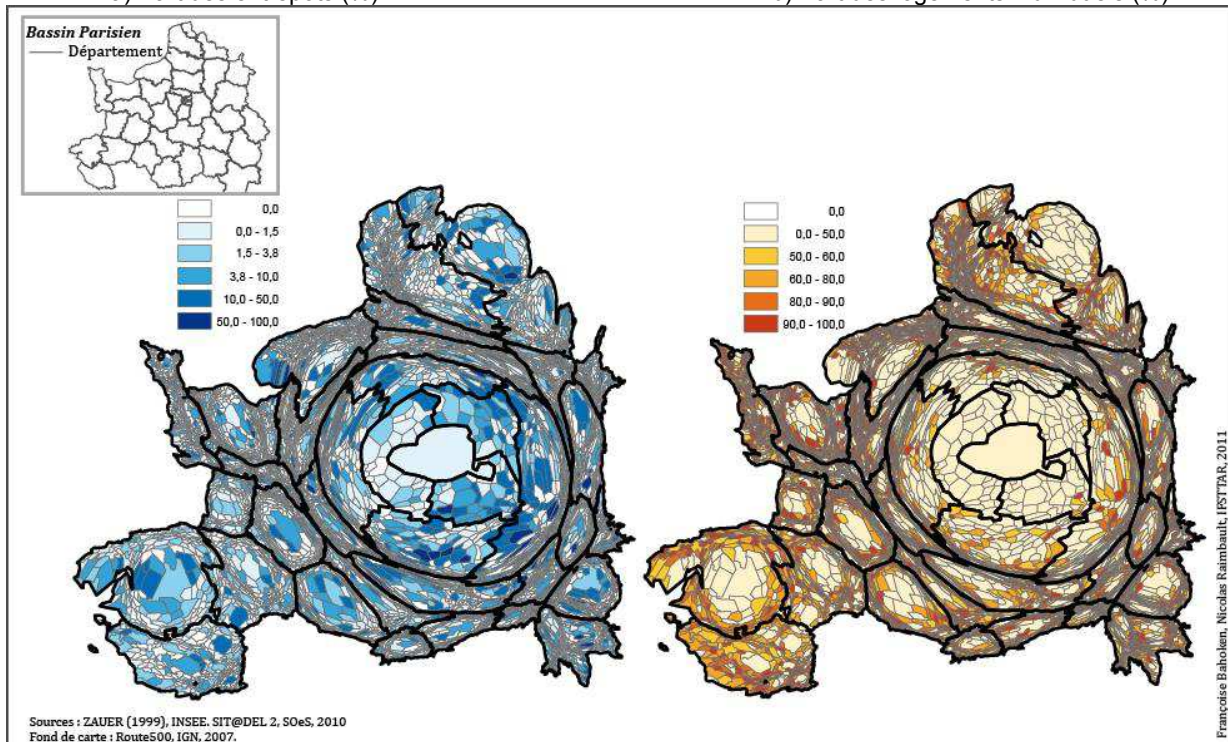 Bassin Parisien
Département
0,0
0,0 - 1,5
1,5 - 3,8
3,8 - 10,0
10,0 - 50,0
50,0 - 100,0
0,0
0,0 - 50,0
50,0 - 60,0
60,0 - 80,0
80,0 - 90,0
90,0 - 100,0
Francoise Bahoken, Nicolas Raimbault, IFSTTAR, 2011
Sources : ZAUER (1999), INSEE. SIT@DEL 2, SOeS, 2010
Fond de carte : Route500, IGN, 2007.